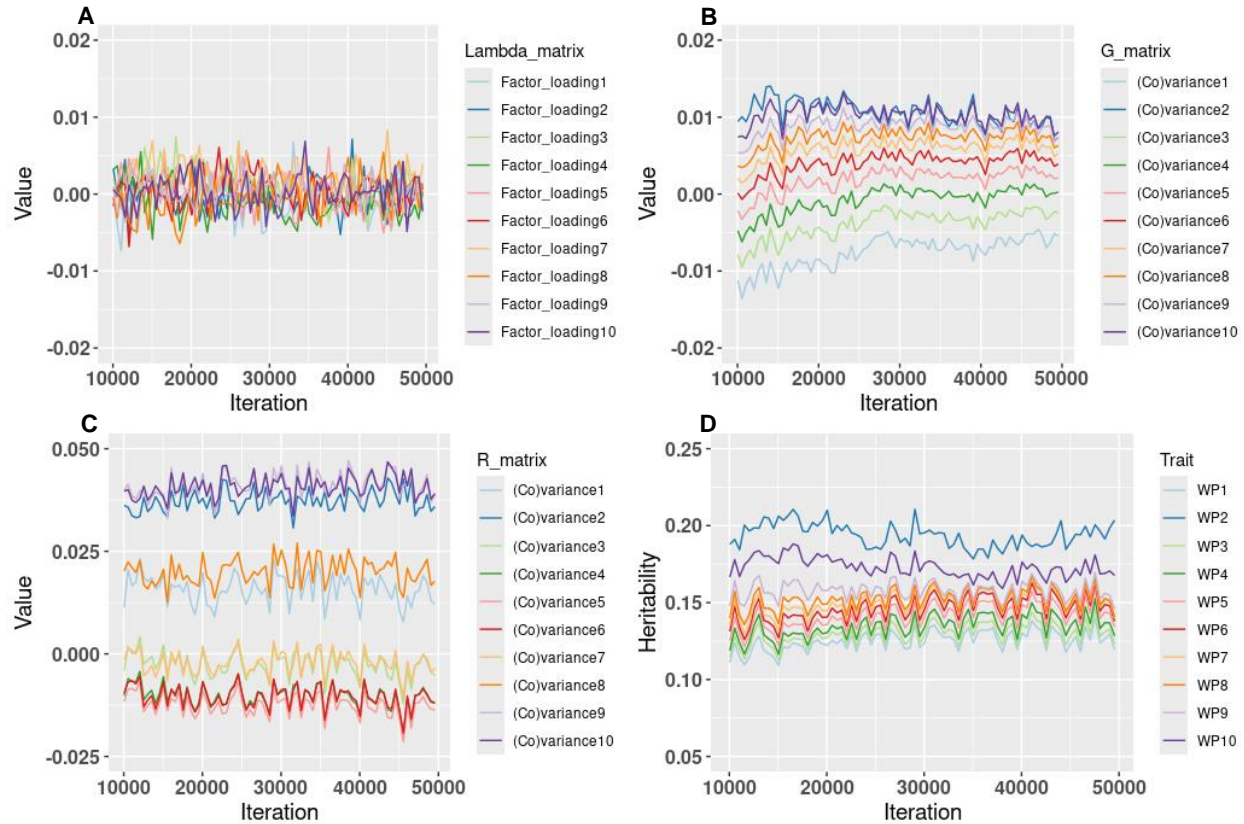 A
0.02
0.01
0.00
-0.01
-0.02
Value
10000 20000 30000 40000 50000
Iteration
Lambda_matrix
Factor_loading1
Factor_loading2
Factor_loading3
Factor_loading4
Factor_loading5
Factor_loading6
Factor_loading7
Factor_loading8
Factor_loading9
Factor_loading10
B
0.02
0.01
0.00
-0.01
-0.02
Value
10000 20000 30000 40000 50000
Iteration
G_matrix
(Co)variance1
(Co)variance2
(Co)variance3
(Co)variance4
(Co)variance5
(Co)variance6
(Co)variance7
(Co)variance8
(Co)variance9
(Co)variance10
C
0.050
0.025
0.000
-0.025
Value
10000 20000 30000 40000 50000
Iteration
R_matrix
(Co)variance1
(Co)variance2
(Co)variance3
(Co)variance4
(Co)variance5
(Co)variance6
(Co)variance7
(Co)variance8
(Co)variance9
(Co)variance10
D
0.25
0.20
0.15
0.10
0.05
Heritability
10000 20000 30000 40000 50000
Iteration
Trait
WP1
WP2
WP3
WP4
WP5
WP6
WP7
WP8
WP9
WP10